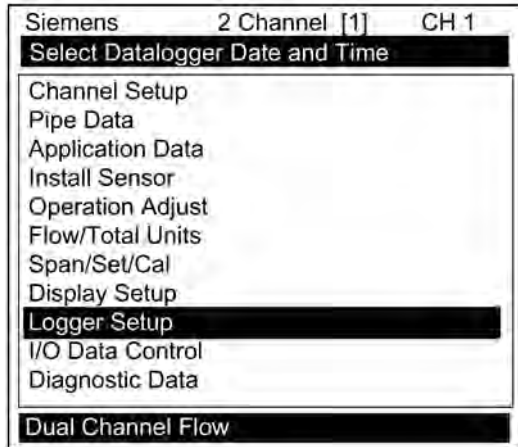 Siemens 2 Channel [1] CH 1
Select Datalogger Date and Time
Channel Setup
Pipe Data
Application Data
Install Sensor
Operation Adjust
Flow/Total Units
Span/Set/Cal
Display Setup
Logger Setup
I/O Data Control
Diagnostic Data
Dual Channel Flow